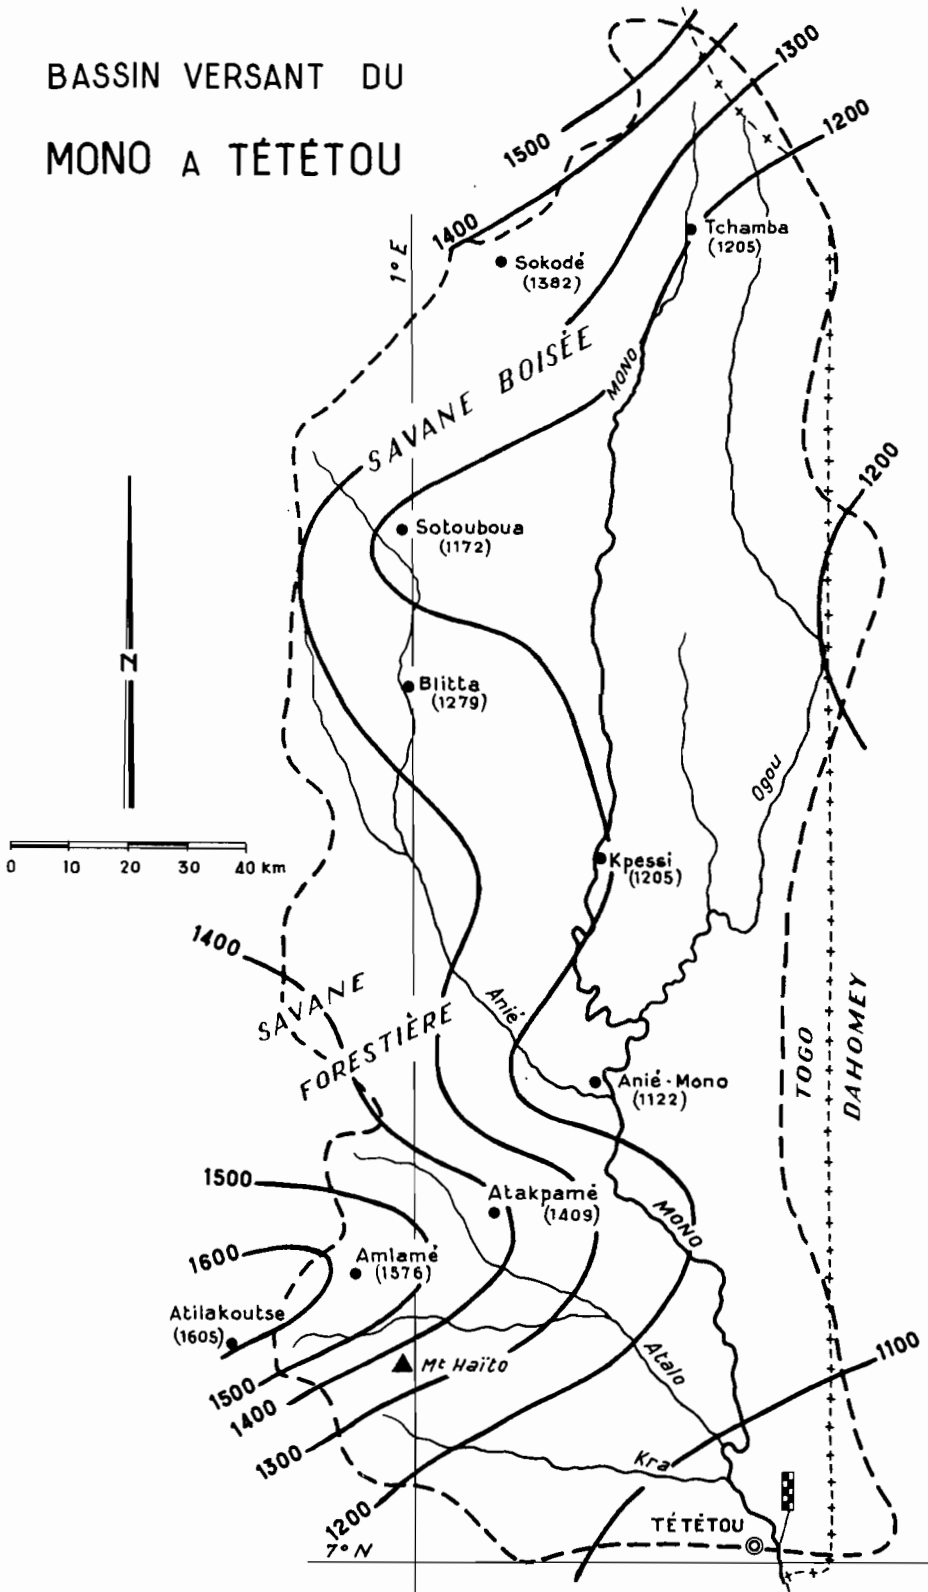 BASSIN VERSANT DU
MONO A TÉTÉTOU
1300
1200
1500
1400
1° E
Tchamba
(1205)
Sokodé
(1382)
SAVANE BOISÉE
MONO
1200
Sotouboua
(1172)
N
Blitta
(1279)
Ogou
0 10 20 30 40 km
Kpessi
(1205)
1400
SAVANE
FORESTIÈRE
Anié
TOGO
DAHOMEY
Anié-Mono
(1122)
1500
Atakpamé
(1409)
MONO
1600
Amlamé
(1576)
Atilakoutse
(1605)
Mt Haïto
Atalo
1100
1500
1400
1300
Kra
1200
TÉTÉTOU
7° N